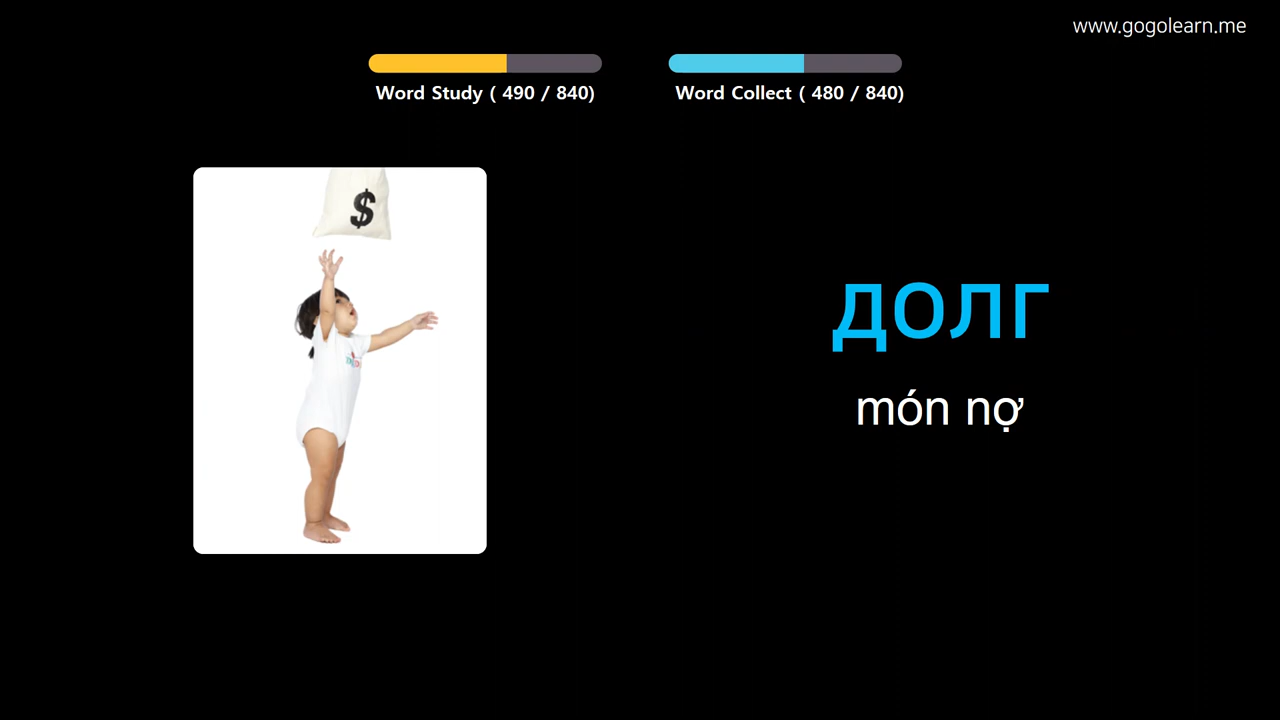 www.gogolearn.me
Word Study ( 490 / 840)
Word Collect ( 480 / 840)
$
долг
món nợ